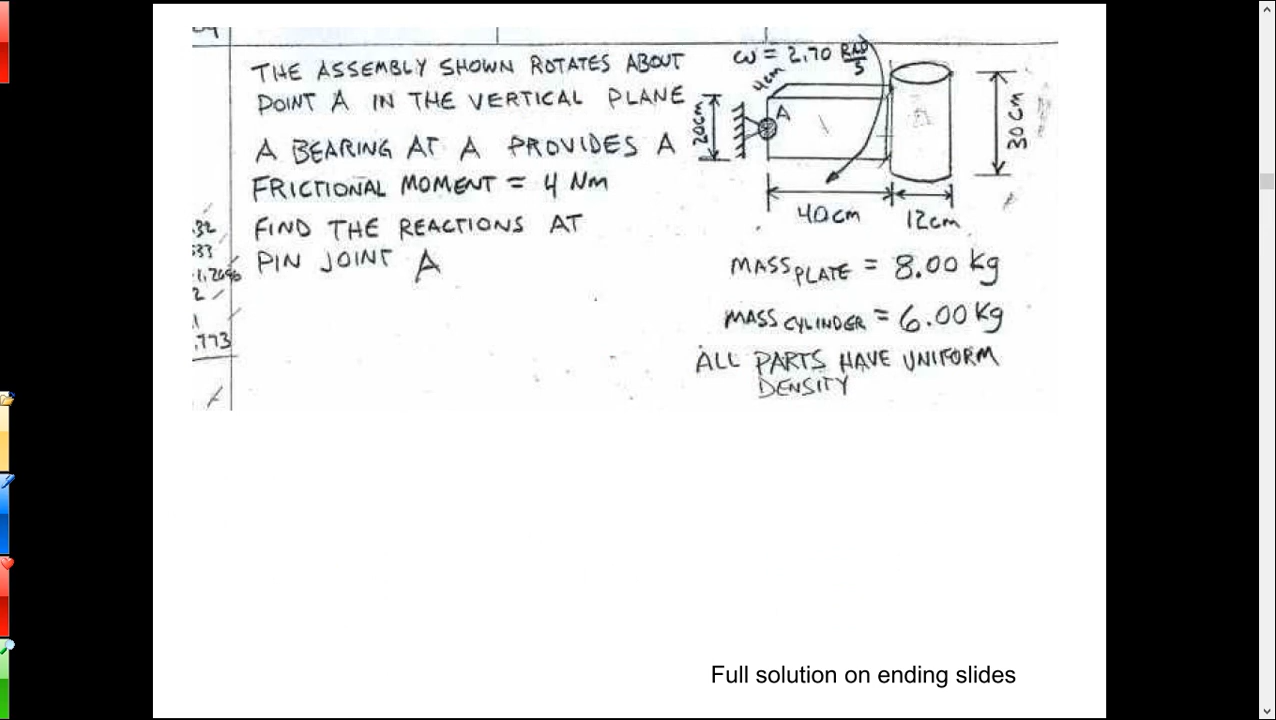 THE ASSEMBLY SHOWN ROTATES ABOUT
POINT A IN THE VERTICAL PLANE
A BEARING AT A PROVIDES A
FRICTIONAL MOMENT = 4 Nm
FIND THE REACTIONS AT
PIN JOINT A
ω = 2.70 RAD/S
4cm
20cm
A
30cm
40cm
12cm
MASS PLATE = 8.00 Kg
MASS CYLINDER = 6.00 Kg
ALL PARTS HAVE UNIFORM
DENSITY
.773
Full solution on ending slides